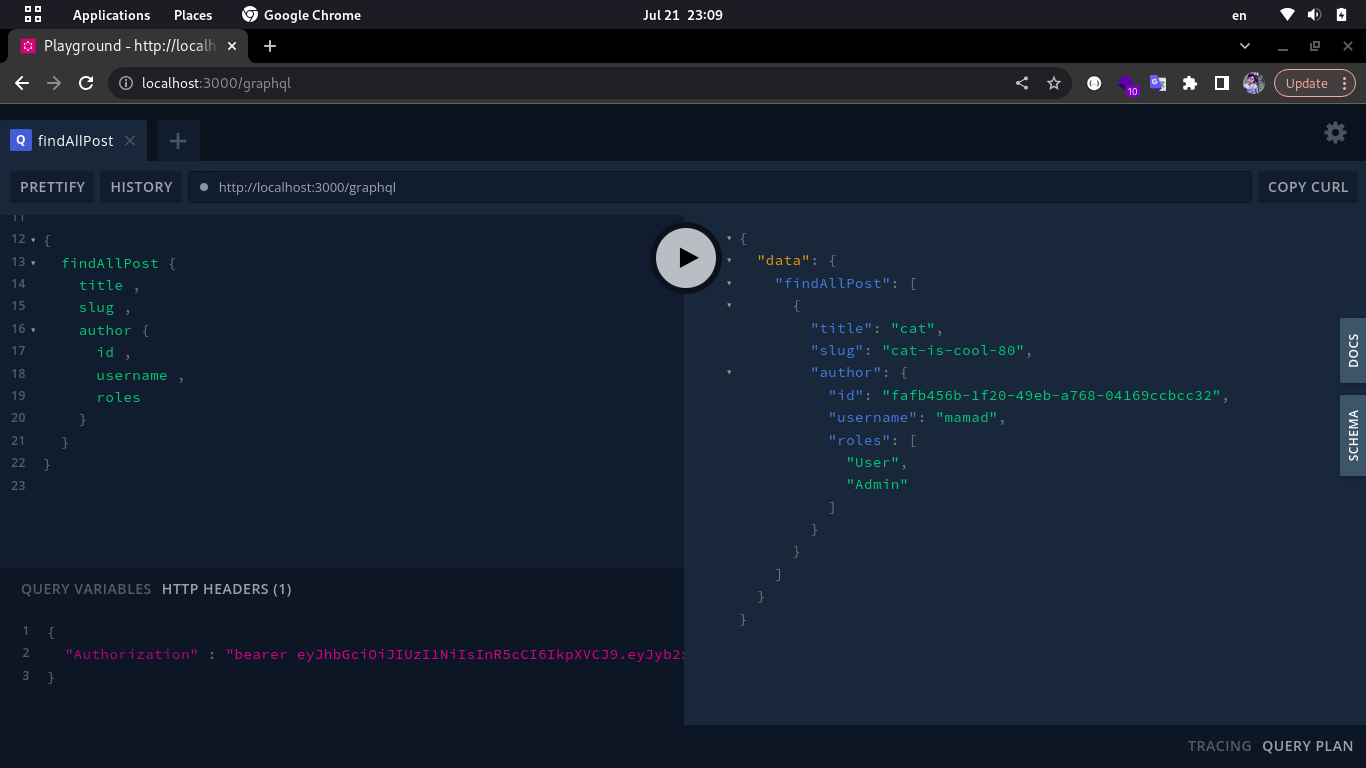 Applications Places Google Chrome Jul 21 23:09 en
Playground - http://localh
localhost:3000/graphql 10 Update
Q findAllPost
PRETTIFY HISTORY http://localhost:3000/graphql COPY CURL
11
12 {
13 findAllPost {
14 title ,
15 slug ,
16 author {
17 id ,
18 username ,
19 roles
20 }
21 }
22 }
23
QUERY VARIABLES HTTP HEADERS (1)
1 {
2 "Authorization" : "bearer eyJhbGciOiJIUzI1NiIsInR5cCI6IkpXVCJ9.eyJyb2
3 }
{
"data": {
"findAllPost": [
{
"title": "cat",
"slug": "cat-is-cool-80",
"author": {
"id": "fafb456b-1f20-49eb-a768-04169ccbcc32",
"username": "mamad",
"roles": [
"User",
"Admin"
]
}
}
]
}
}
DOCS
SCHEMA
TRACING QUERY PLAN